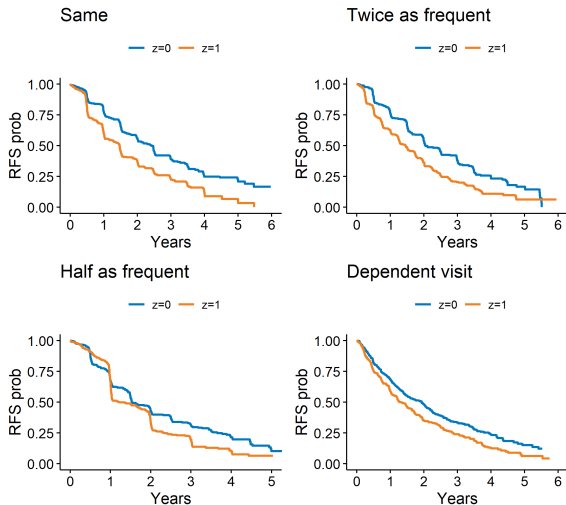 Same
z=0 z=1
1.00
0.75
0.50
0.25
0.00
RFS prob
0 1 2 3 4 5 6
Years
Twice as frequent
z=0 z=1
1.00
0.75
0.50
0.25
0.00
RFS prob
0 1 2 3 4 5 6
Years
Half as frequent
z=0 z=1
1.00
0.75
0.50
0.25
0.00
RFS prob
0 1 2 3 4 5
Years
Dependent visit
z=0 z=1
1.00
0.75
0.50
0.25
0.00
RFS prob
0 1 2 3 4 5 6
Years